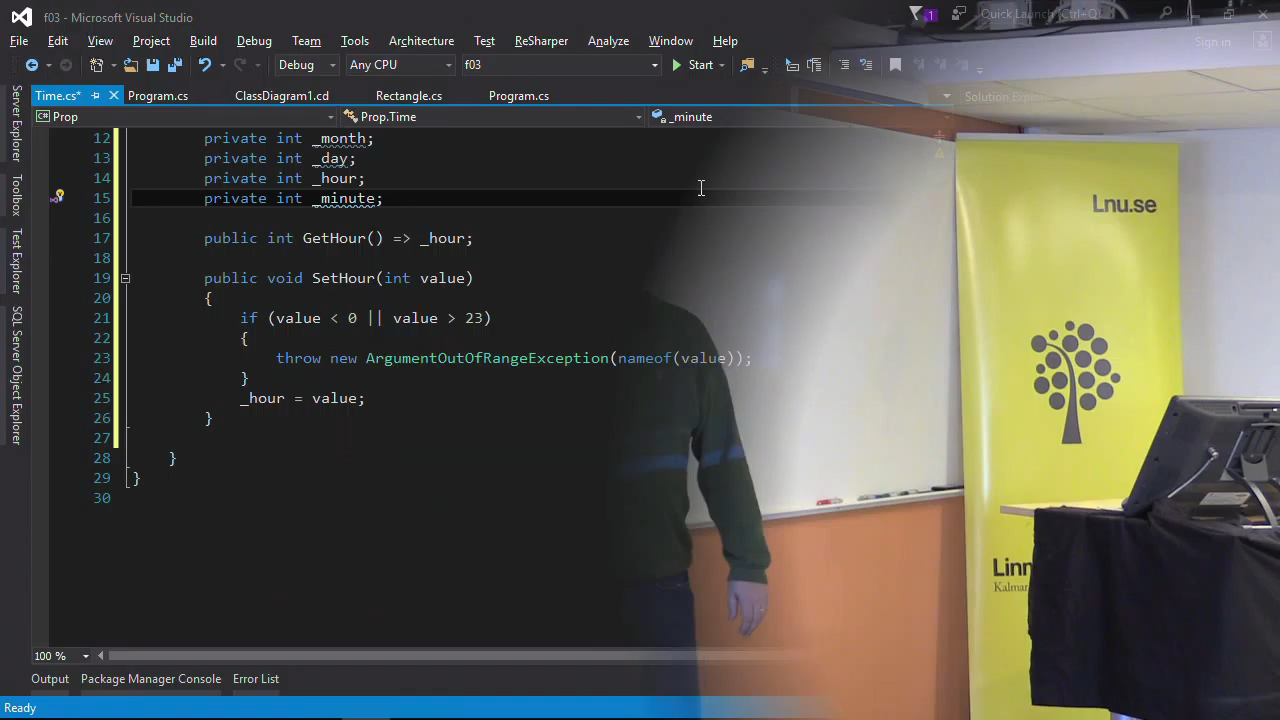 f03 - Microsoft Visual Studio
1
Quick Launch (Ctrl+Q)
File Edit View Project Build Debug Team Tools Architecture Test ReSharper Analyze Window Help
Sign in
Debug Any CPU f03 Start
Time.cs* Program.cs ClassDiagram1.cd Rectangle.cs Program.cs
C# Prop Prop.Time _minute
Server Explorer
Toolbox
Test Explorer
SQL Server Object Explorer
12 private int _month;
13 private int _day;
14 private int _hour;
15 private int _minute;
16
17 public int GetHour() => _hour;
18
19 public void SetHour(int value)
20 {
21 if (value < 0 || value > 23)
22 {
23 throw new ArgumentOutOfRangeException(nameof(value));
24 }
25 _hour = value;
26 }
27
28 }
29 }
30
100 %
Output Package Manager Console Error List
Ready
Lnu.se
Linn
Kalmar